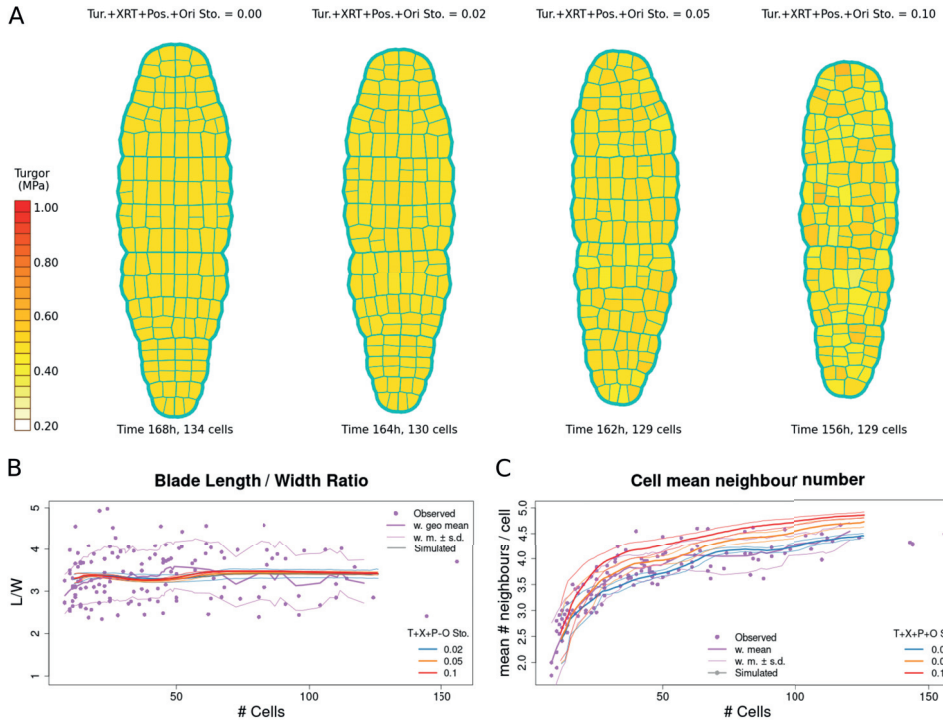 A
Tur.+XRT+Pos.+Ori Sto. = 0.00
Tur.+XRT+Pos.+Ori Sto. = 0.02
Tur.+XRT+Pos.+Ori Sto. = 0.05
Tur.+XRT+Pos.+Ori Sto. = 0.10
Turgor
(MPa)
1.00
0.80
0.60
0.40
0.20
Time 168h, 134 cells
Time 164h, 130 cells
Time 162h, 129 cells
Time 156h, 129 cells
B
Blade Length / Width Ratio
L/W
5
4
3
2
1
Observed
w. geo mean
w. m. ± s.d.
Simulated
T+X+P-O Sto.
0.02
0.05
0.1
50
100
150
# Cells
C
Cell mean neighbour number
mean # neighbours / cell
5.0
4.5
4.0
3.5
3.0
2.5
2.0
Observed
w. mean
w. m. ± s.d.
Simulated
T+X+P+O S
0.0
0.0
0.1
50
100
150
# Cells